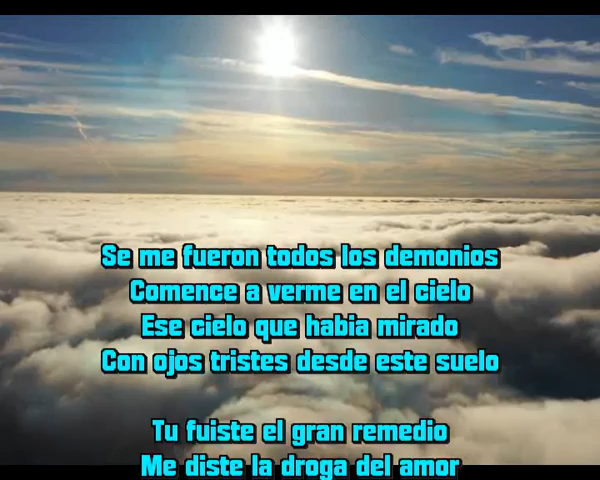 Se me fueron todos los demonios
Comence a verme en el cielo
Ese cielo que habia mirado
Con ojos tristes desde este suelo
Tu fuiste el gran remedio
Me diste la droga del amor